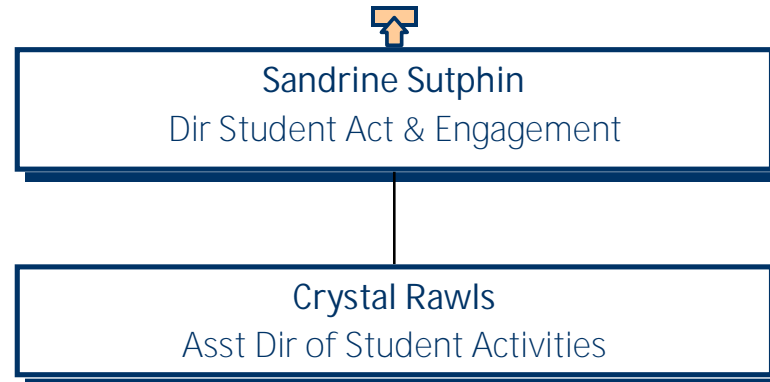 Sandrine Sutphin
Dir Student Act & Engagement
Crystal Rawls
Asst Dir of Student Activities